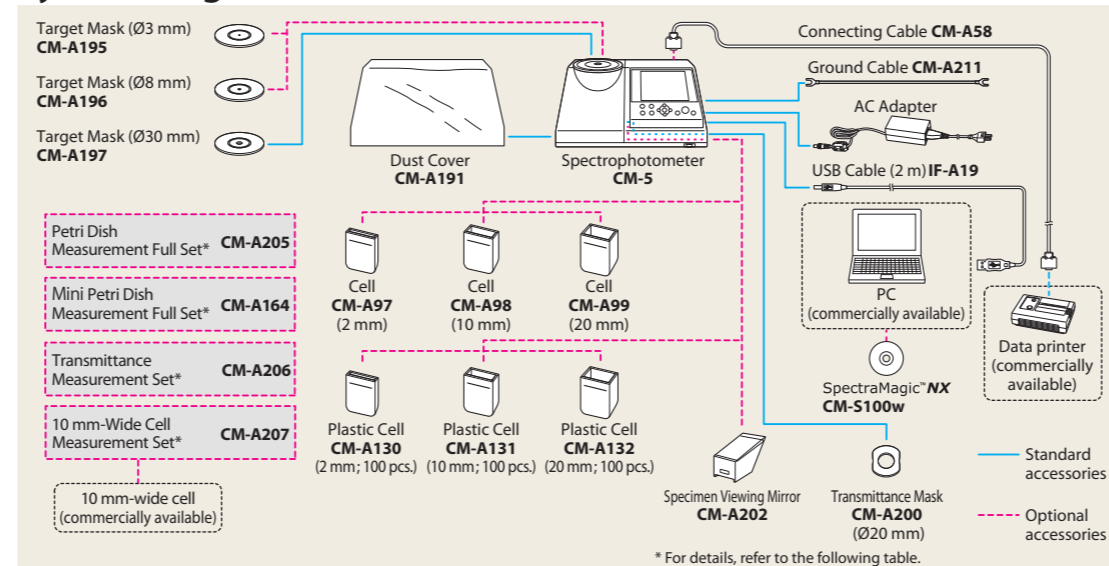 Target Mask (Ø3 mm)
CM-A195
Target Mask (Ø8 mm)
CM-A196
Target Mask (Ø30 mm)
CM-A197
Dust Cover
CM-A191
Spectrophotometer
CM-5
Connecting Cable CM-A58
Ground Cable CM-A211
AC Adapter
USB Cable (2 m) IF-A19
Petri Dish
Measurement Full Set* CM-A205
Mini Petri Dish
Measurement Full Set* CM-A164
Transmittance
Measurement Set* CM-A206
10 mm-Wide Cell
Measurement Set* CM-A207
10 mm-wide cell
(commercially available)
Cell
CM-A97
(2 mm)
Cell
CM-A98
(10 mm)
Cell
CM-A99
(20 mm)
Plastic Cell
CM-A130
(2 mm; 100 pcs.)
Plastic Cell
CM-A131
(10 mm; 100 pcs.)
Plastic Cell
CM-A132
(20 mm; 100 pcs.)
PC
(commercially available)
SpectraMagic™ NX
CM-S100w
Data printer
(commercially
available)
Specimen Viewing Mirror
CM-A202
Transmittance Mask
CM-A200
(Ø20 mm)
Standard
accessories
Optional
accessories
* For details, refer to the following table.